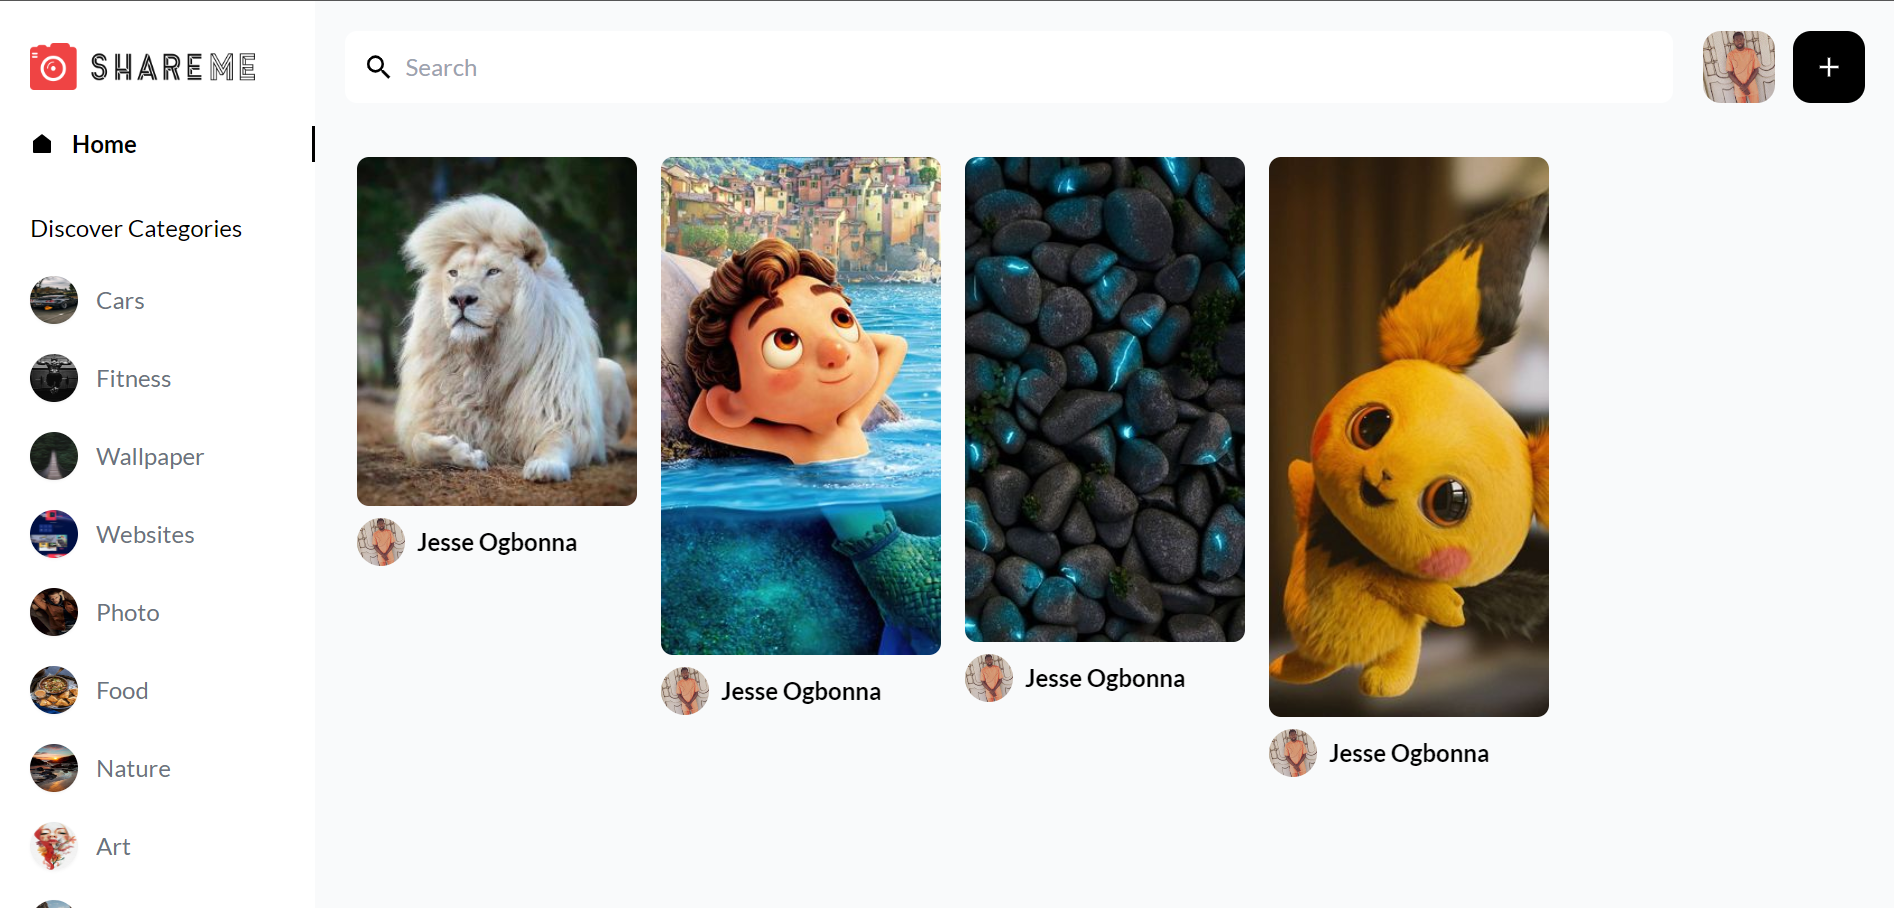 SHAREME
Search
Home
Discover Categories
Cars
Fitness
Wallpaper
Websites
Photo
Food
Nature
Art
Jesse Ogbonna
Jesse Ogbonna
Jesse Ogbonna
Jesse Ogbonna